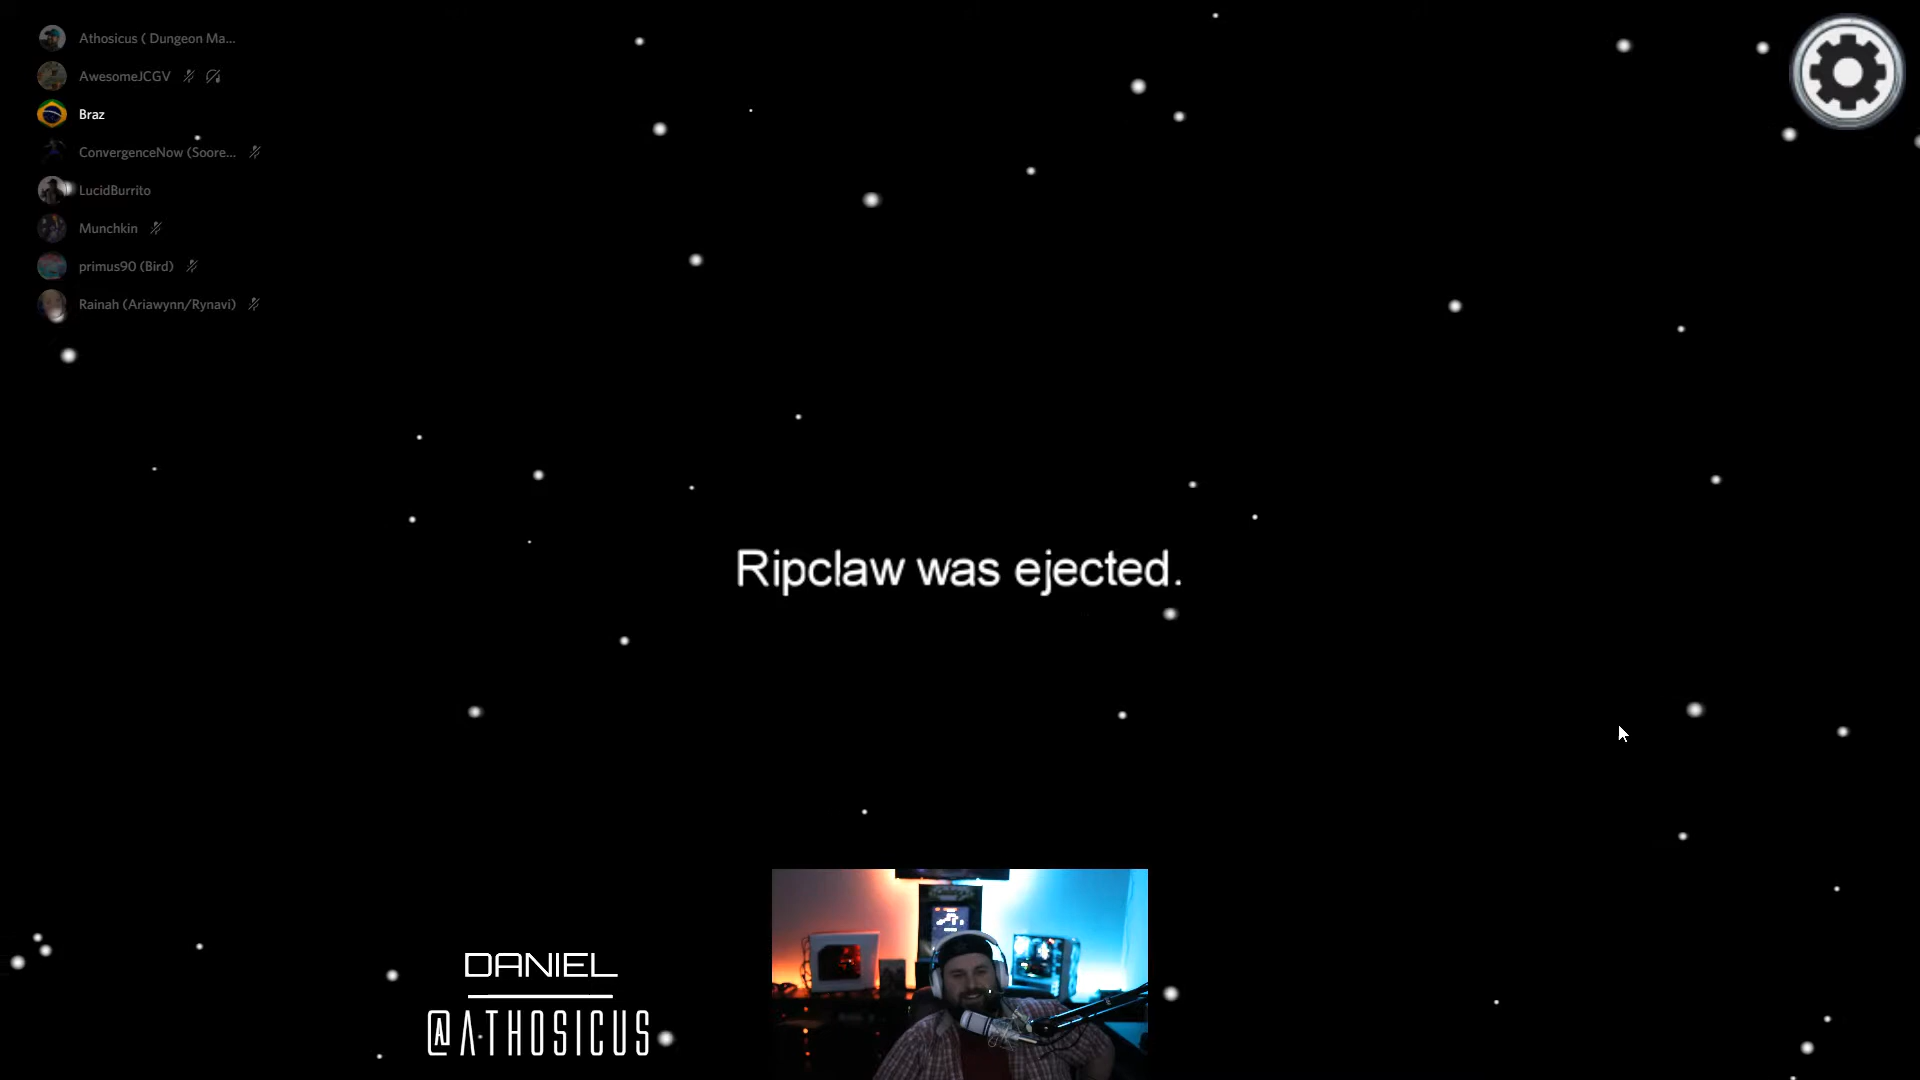 Athosicus ( Dungeon Ma...
AwesomeJCGV
Braz
ConvergenceNow (Soore...
LucidBurrito
Munchkin
primus90 (Bird)
Rainah (Ariawynn/Rynavi)
Ripclaw was ejected.
DANIEL
@ATHOSICUS